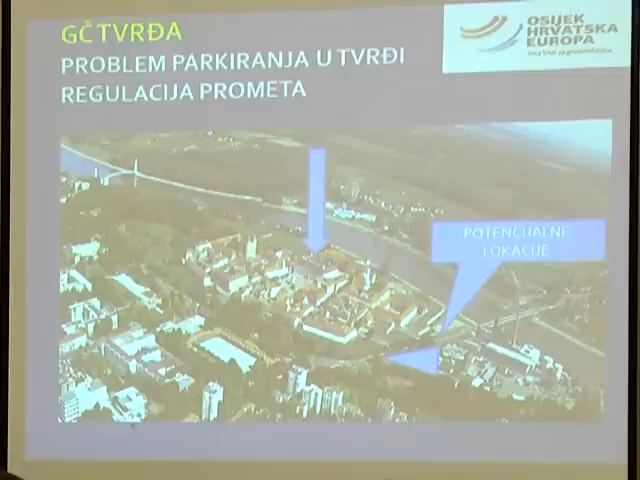 GČ TVRĐA
PROBLEM PARKIRANJA U TVRĐI
REGULACIJA PROMETA
OSIJEK
HRVATSKA
EUROPA
POTENCIJALNE
LOKACIJE